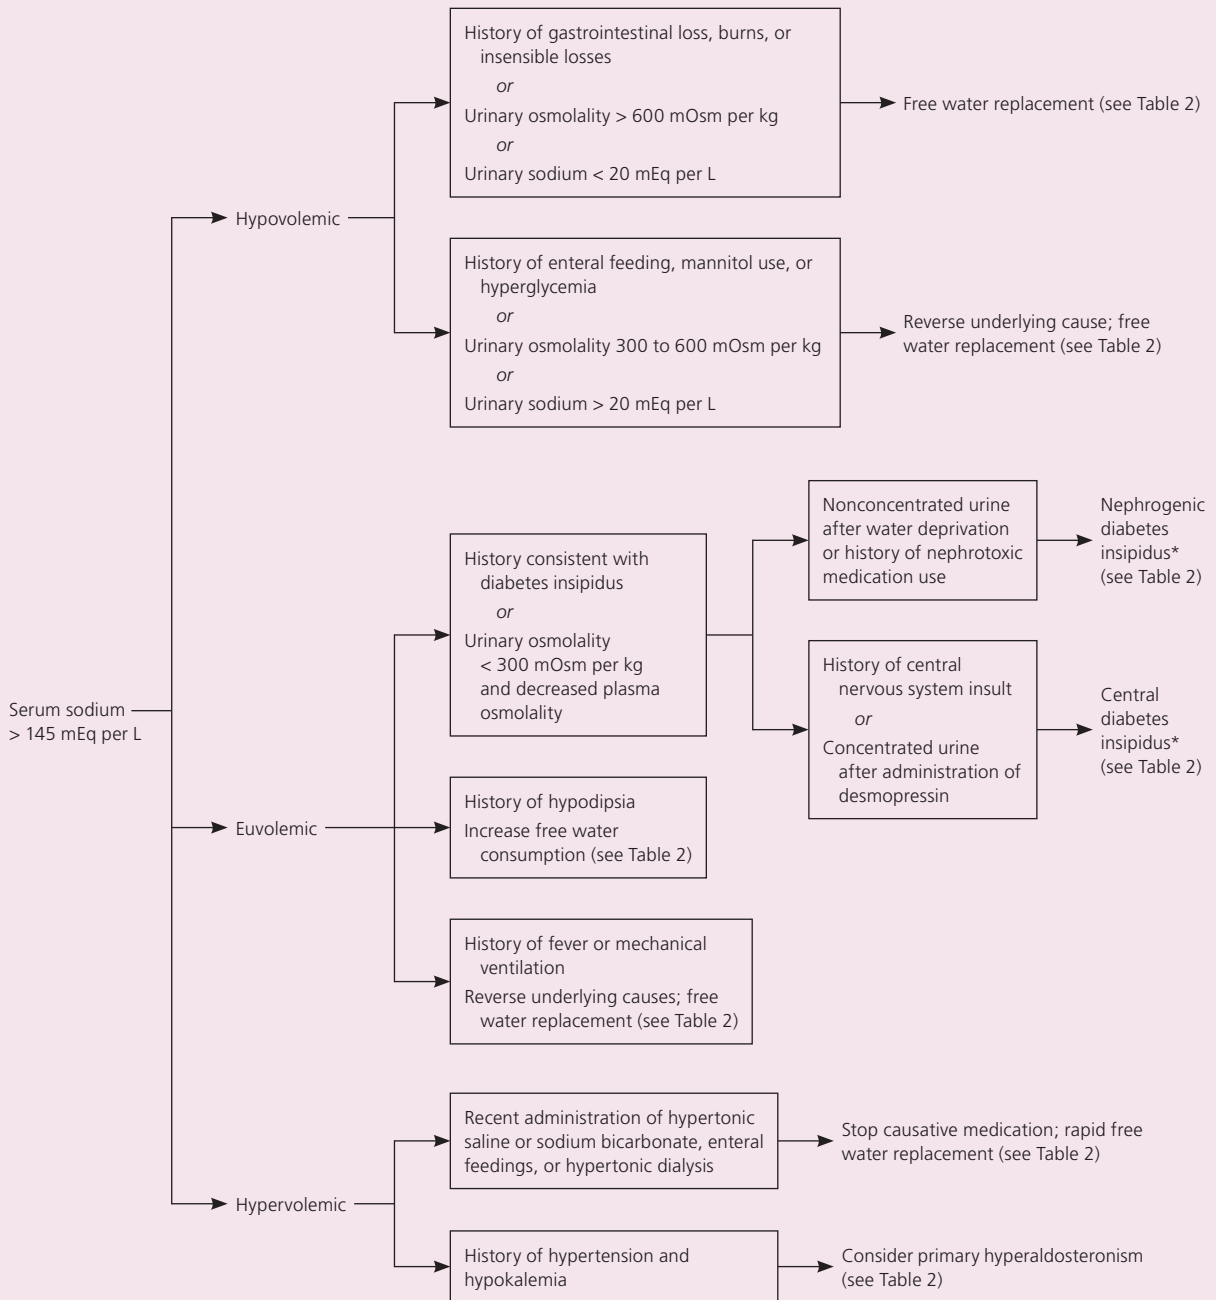 History of gastrointestinal loss, burns, or
insensible losses
or
Urinary osmolality > 600 mOsm per kg
or
Urinary sodium < 20 mEq per L
Free water replacement (see Table 2)
Hypovolemic
History of enteral feeding, mannitol use, or
hyperglycemia
or
Urinary osmolality 300 to 600 mOsm per kg
or
Urinary sodium > 20 mEq per L
Reverse underlying cause; free
water replacement (see Table 2)
Serum sodium
> 145 mEq per L
Euvolemic
History consistent with
diabetes insipidus
or
Urinary osmolality
< 300 mOsm per kg
and decreased plasma
osmolality
Nonconcentrated urine
after water deprivation
or history of nephrotoxic
medication use
Nephrogenic
diabetes
insipidus*
(see Table 2)
History of central
nervous system insult
or
Concentrated urine
after administration of
desmopressin
Central
diabetes
insipidus*
(see Table 2)
History of hypodipsia
Increase free water
consumption (see Table 2)
History of fever or mechanical
ventilation
Reverse underlying causes; free
water replacement (see Table 2)
Hypervolemic
Recent administration of hypertonic
saline or sodium bicarbonate, enteral
feedings, or hypertonic dialysis
Stop causative medication; rapid free
water replacement (see Table 2)
History of hypertension and
hypokalemia
Consider primary hyperaldosteronism
(see Table 2)